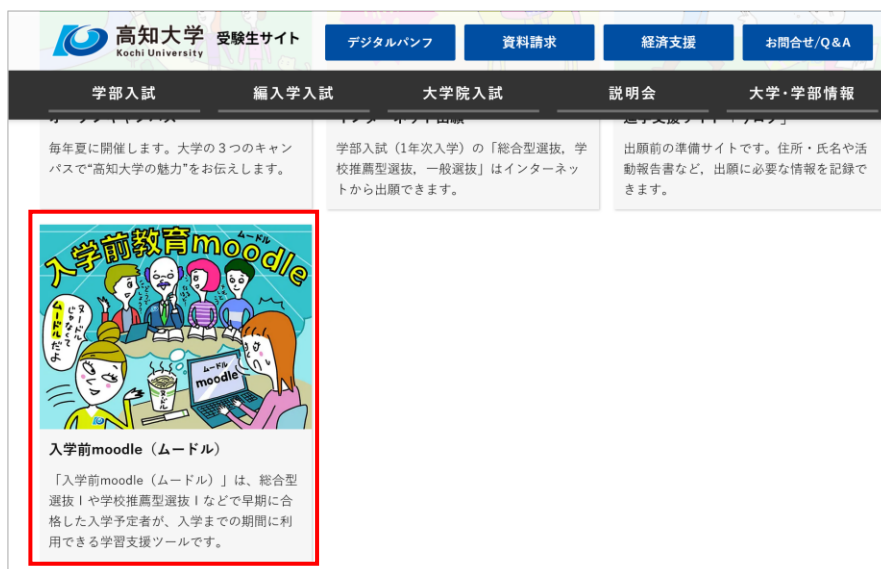 高知大学 受験生サイト
Kochi University
デジタルパンフ
資料請求
経済支援
お問合せ/Q&A
学部入試
編入学入試
大学院入試
説明会
大学・学部情報
毎年夏に開催します。大学の3つのキャン
パスで“高知大学の魅力”をお伝えします。
学部入試（1年次入学）の「総合型選抜，学
校推薦型選抜，一般選抜」はインターネッ
トから出願できます。
出願前の準備サイトです。住所・氏名や活
動報告書など，出願に必要な情報を記録で
きます。
ムードル
入学前教育moodle
ヌードル
じゃなくて
ムードル
だよ
ヌードル
ムードル
moodle
入学前moodle（ムードル）
「入学前moodle（ムードル）」は、総合型
選抜Ⅰや学校推薦型選抜Ⅰなどで早期に合
格した入学予定者が、入学までの期間に利
用できる学習支援ツールです。